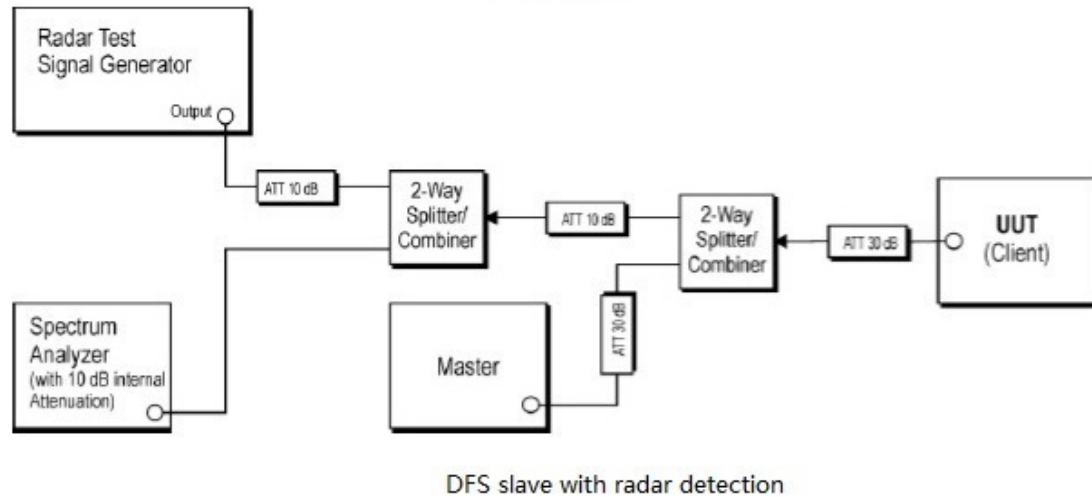 Radar Test
Signal Generator
Output
ATT 10 dB
2-Way
Splitter/
Combiner
ATT 10 dB
2-Way
Splitter/
Combiner
ATT 30 dB
UUT
(Client)
Spectrum
Analyzer
(with 10 dB internal
Attenuation)
Master
ATT 30 dB
DFS slave with radar detection